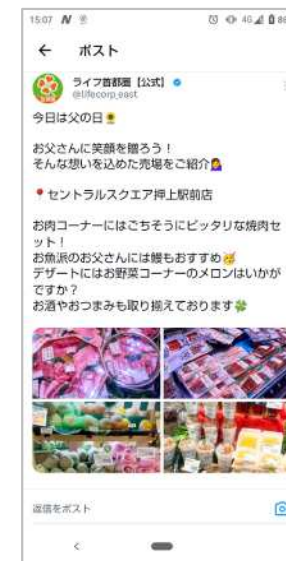 15:07
4G 86
ポスト
ライフ首都圏【公式】
@lifecorp_east
今日は父の日🌻
お父さんに笑顔を贈ろう！
そんな想いを込めた売場をご紹介💁‍♀️
📍セントラルスクエア押上駅前店
お肉コーナーにはごちそうにピッタリな焼肉セ
ット！
お魚派のお父さんには鰻もおすすめ🥳
デザートにはお野菜コーナーのメロンはいかが
ですか？
お酒やおつまみも取り揃えております🍀
返信をポスト